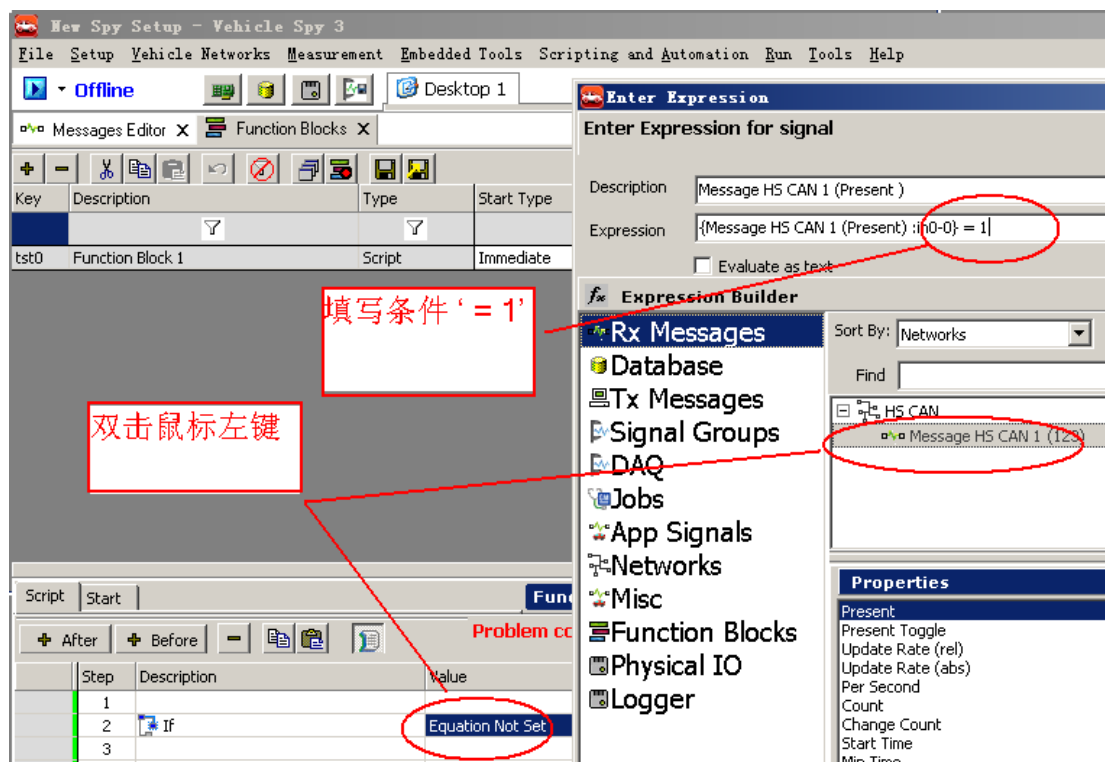 New Spy Setup - Vehicle Spy 3
File Setup Vehicle Networks Measurement Embedded Tools Scripting and Automation Run Tools Help
Offline
Desktop 1
Messages Editor X
Function Blocks X
Key Description Type Start Type
tst0 Function Block 1 Script Immediate
填写条件‘ = 1’
双击鼠标左键
Enter Expression
Enter Expression for signal
Description Message HS CAN 1 (Present )
Expression {Message HS CAN 1 (Present) :in0-0} = 1
Evaluate as text
fx Expression Builder
Rx Messages
Database
Tx Messages
Signal Groups
DAQ
Jobs
App Signals
Networks
Misc
Function Blocks
Physical IO
Logger
Sort By: Networks
Find
HS CAN
Message HS CAN 1 (123)
Properties
Present
Present Toggle
Update Rate (rel)
Update Rate (abs)
Per Second
Count
Change Count
Start Time
Min Time
Script Start
After Before
Step Description Value
1
2 If Equation Not Set
3